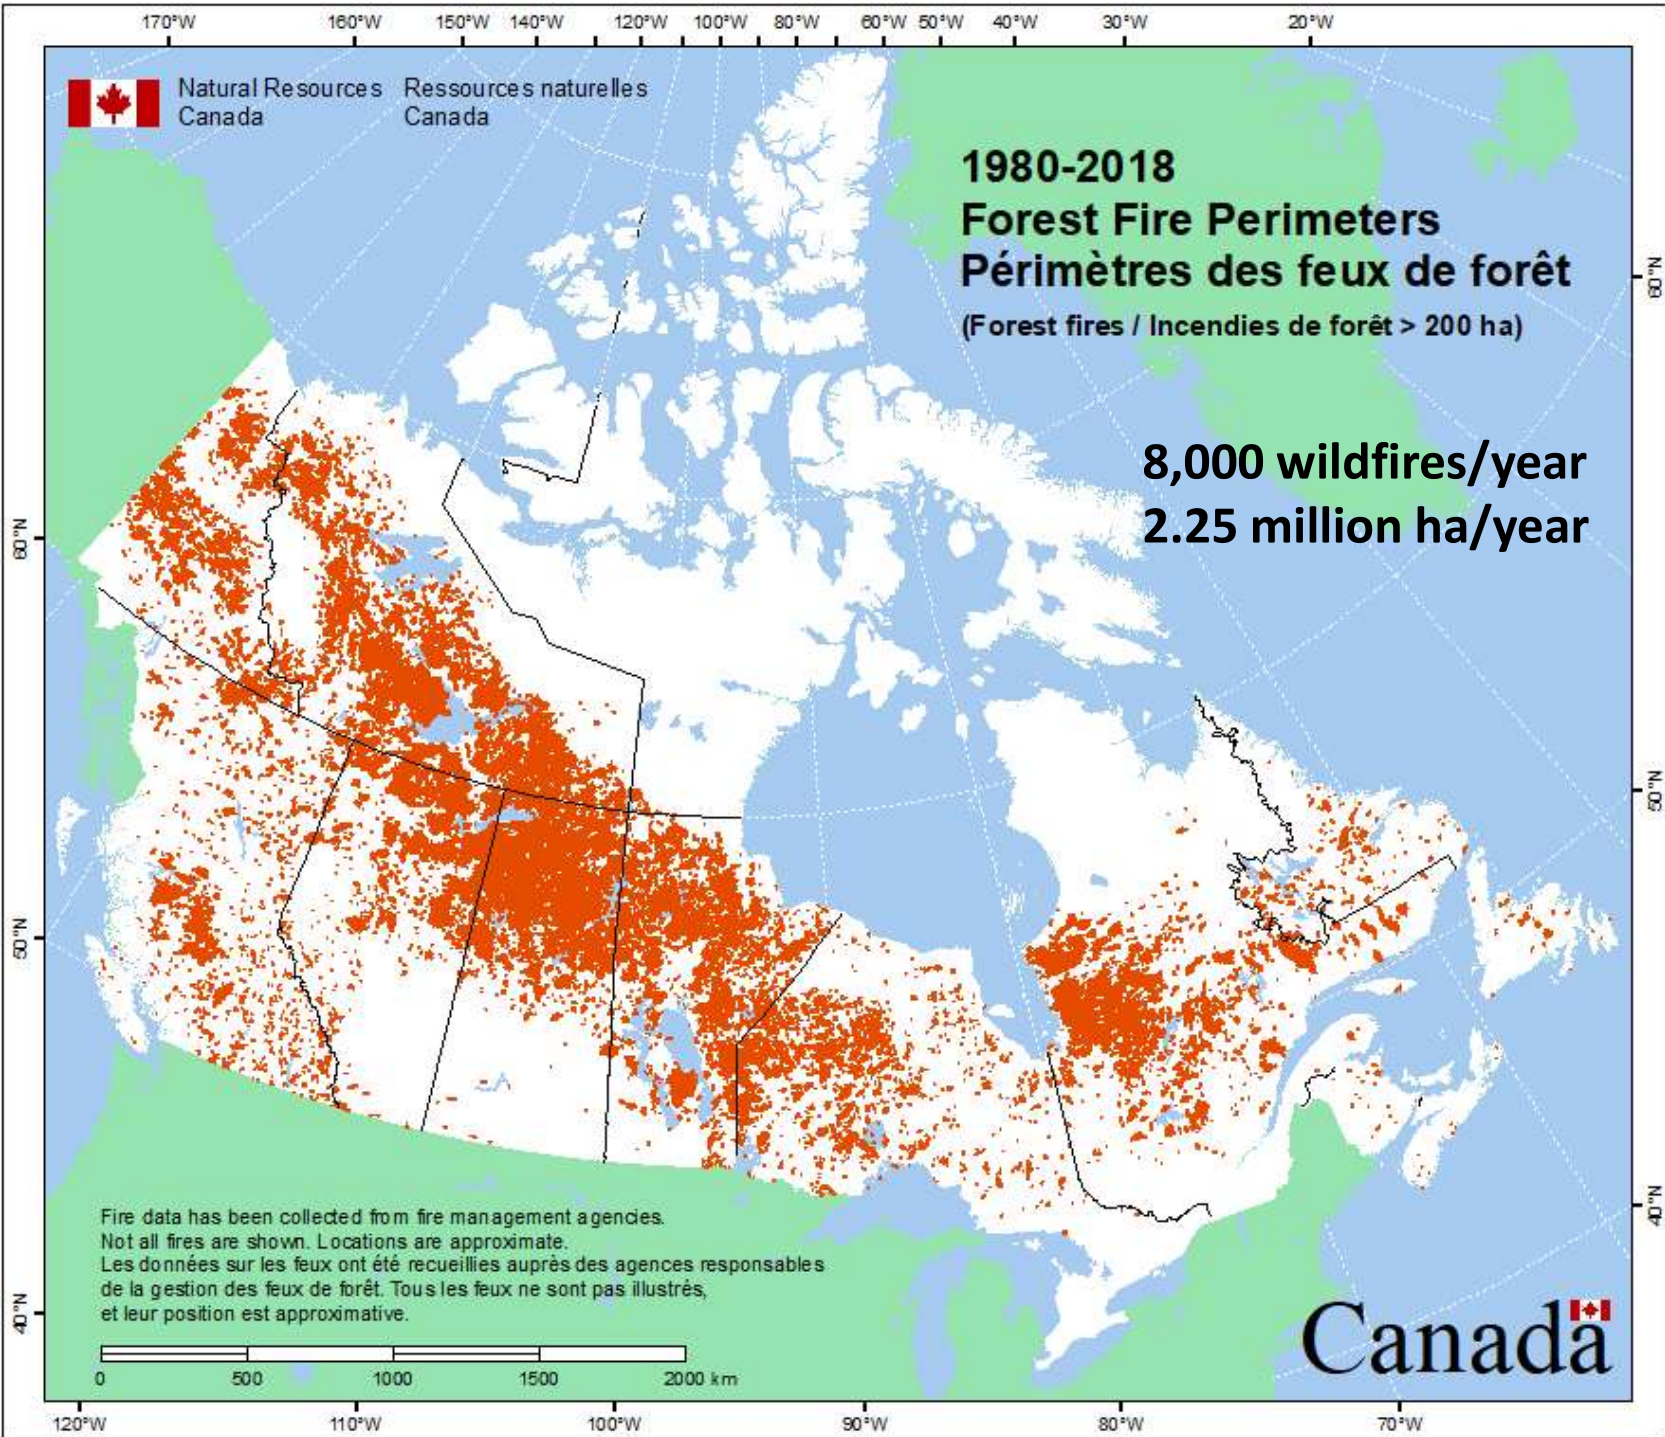 170°W 160°W 150°W 140°W 120°W 100°W 80°W 60°W 50°W 40°W 30°W 20°W
Natural Resources Ressources naturelles
Canada Canada
1980-2018
Forest Fire Perimeters
Périmètres des feux de forêt
(Forest fires / Incendies de forêt > 200 ha)
60°N
8,000 wildfires/year
2.25 million ha/year
60°N
50°N
50°N
40°N
Fire data has been collected from fire management agencies.
Not all fires are shown. Locations are approximate.
Les données sur les feux ont été recueillies auprès des agences responsables
de la gestion des feux de forêt. Tous les feux ne sont pas illustrés,
et leur position est approximative.
40°N
0 500 1000 1500 2000 km
Canada
120°W 110°W 100°W 90°W 80°W 70°W